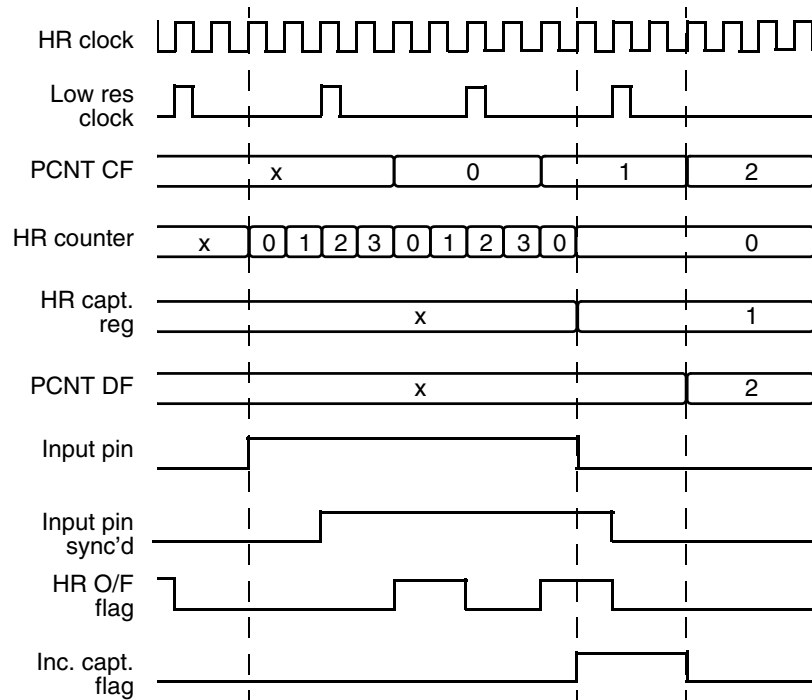 HR clock
Low res
clock
PCNT CF x 0 1 2
HR counter x 0 1 2 3 0 1 2 3 0 0
HR capt.
reg x 1
PCNT DF x 2
Input pin
Input pin
sync'd
HR O/F
flag
Inc. capt.
flag